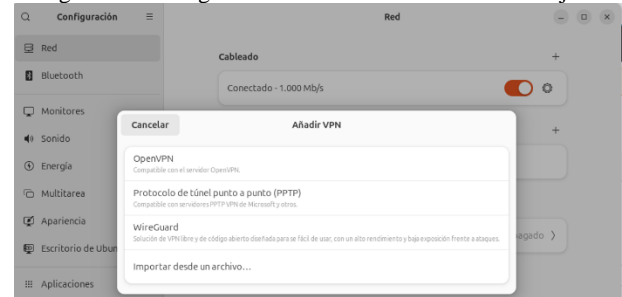 Configuración
Red
Red
Bluetooth
Monitores
Sonido
Energía
Multitarea
Apariencia
Escritorio de Ubun
Aplicaciones
Cableado
Conectado - 1.000 Mb/s
Cancelar
Añadir VPN
OpenVPN
Compatible con el servidor OpenVPN.
Protocolo de túnel punto a punto (PPTP)
Compatible con servidores PPTP VPN de Microsoft y otros.
WireGuard
Solución de VPN libre y de código abierto diseñada para se fácil de usar, con un alto rendimiento y baja exposición frente a ataques.
Importar desde un archivo...
agado